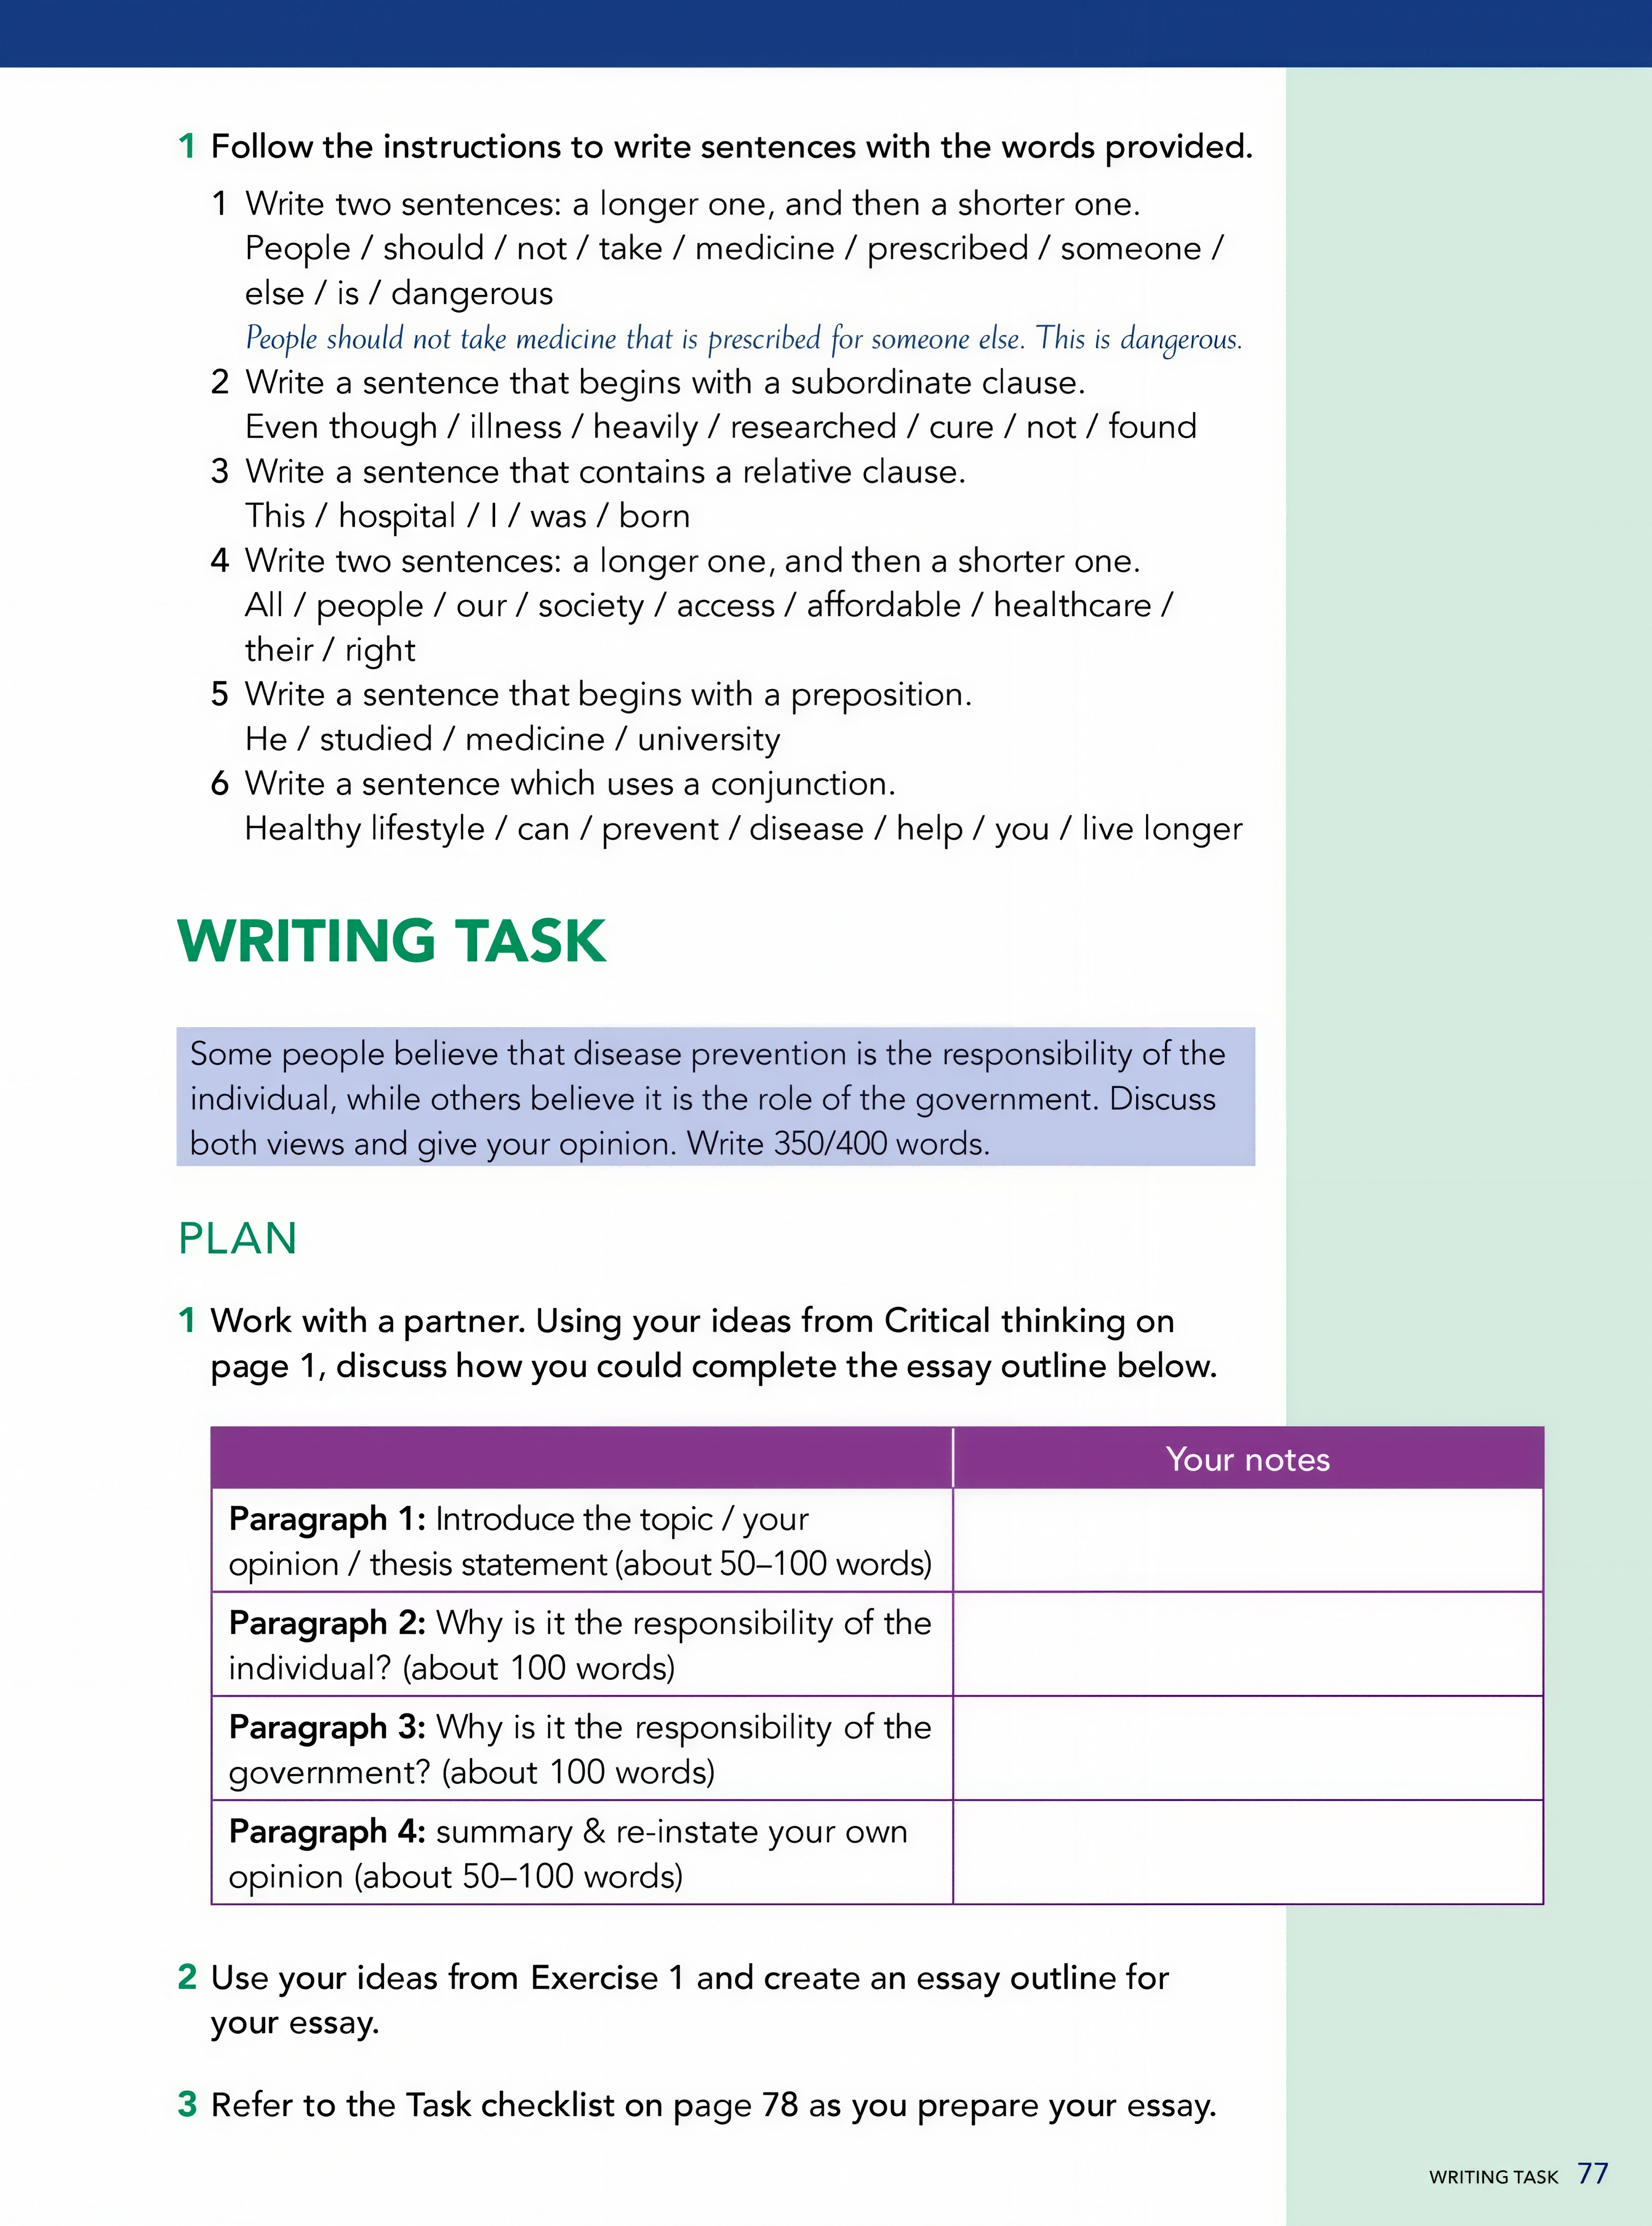 1 Follow the instructions to write sentences with the words provided.
1 Write two sentences: a longer one, and then a shorter one.
People / should / not / take / medicine / prescribed / someone /
else / is / dangerous
People should not take medicine that is prescribed for someone else. This is dangerous.
2 Write a sentence that begins with a subordinate clause.
Even though / illness / heavily / researched / cure / not / found
3 Write a sentence that contains a relative clause.
This / hospital / I / was / born
4 Write two sentences: a longer one, and then a shorter one.
All / people / our / society / access / affordable / healthcare /
their / right
5 Write a sentence that begins with a preposition.
He / studied / medicine / university
6 Write a sentence which uses a conjunction.
Healthy lifestyle / can / prevent / disease / help / you / live longer
WRITING TASK
Some people believe that disease prevention is the responsibility of the
individual, while others believe it is the role of the government. Discuss
both views and give your opinion. Write 350/400 words.
PLAN
1 Work with a partner. Using your ideas from Critical thinking on
page 1, discuss how you could complete the essay outline below.
Your notes
Paragraph 1: Introduce the topic / your
opinion / thesis statement (about 50–100 words)
Paragraph 2: Why is it the responsibility of the
individual? (about 100 words)
Paragraph 3: Why is it the responsibility of the
government? (about 100 words)
Paragraph 4: summary & re-instate your own
opinion (about 50–100 words)
2 Use your ideas from Exercise 1 and create an essay outline for
your essay.
3 Refer to the Task checklist on page 78 as you prepare your essay.
WRITING TASK 77